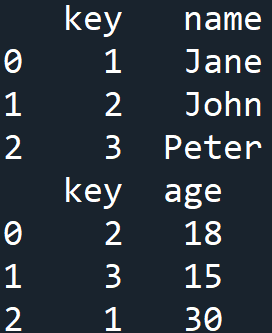 key name
0 1 Jane
1 2 John
2 3 Peter
key age
0 2 18
1 3 15
2 1 30